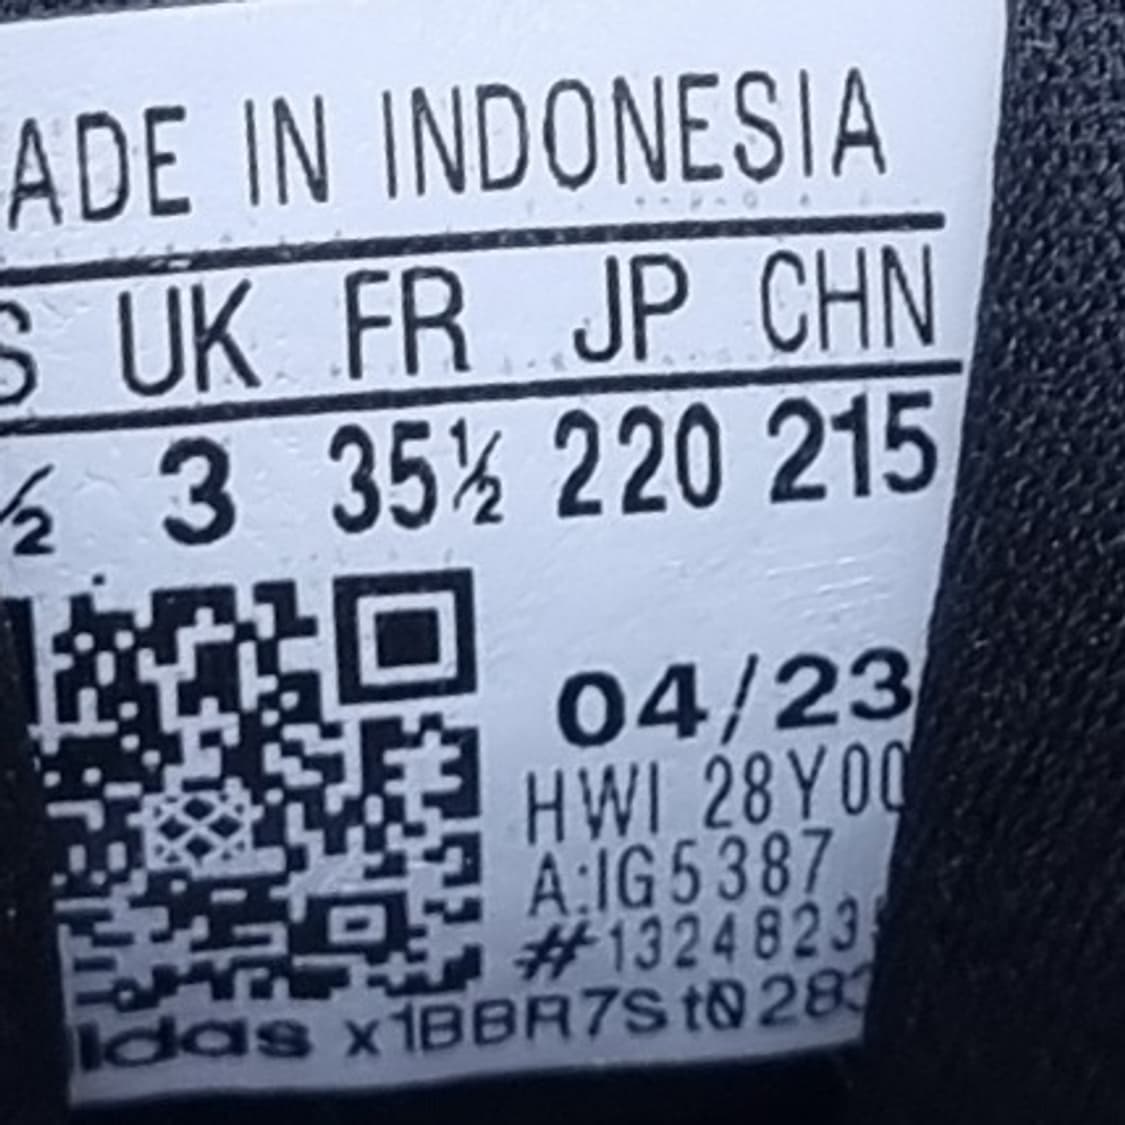 ADE IN INDONESIA
S UK FR JP CHN
½ 3 35½ 220 215
04/23
HWI 28Y00
A:IG5387
#1324823
idas x1BBR7St0283